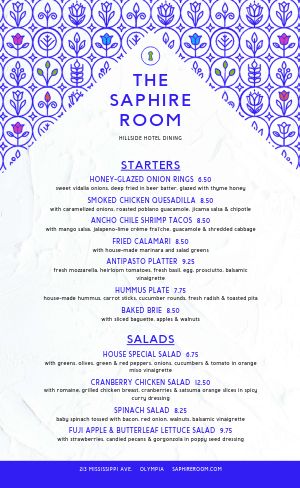 THE
SAPHIRE
ROOM
HILLSIDE HOTEL DINING
STARTERS
HONEY-GLAZED ONION RINGS 6.50
sweet vidalia onions, deep fried in beer batter, glazed with thyme honey
SMOKED CHICKEN QUESADILLA 8.50
with caramelized onions, roasted poblano guacamole, jicama salsa & chipotle
ANCHO CHILE SHRIMP TACOS 8.50
with mango salsa, jalapeno-lime crème fraîche, guacamole & shredded cabbage
FRIED CALAMARI 8.50
with house-made marinara and salad greens
ANTIPASTO PLATTER 9.25
fresh mozzarella, heirloom tomatoes, fresh basil, egg, prosciutto, balsamic
vinaigrette
HUMMUS PLATE 7.75
house-made hummus, carrot sticks, cucumber rounds, fresh radish & toasted pita
BAKED BRIE 8.50
with sliced baguette, apples & walnuts
SALADS
HOUSE SPECIAL SALAD 6.75
with greens, olives, green & red peppers, onions, cucumbers & tomato in orange
miso vinaigrette
CRANBERRY CHICKEN SALAD 12.50
with romaine, grilled chicken breast, cranberries & satsuma orange slices in spicy
curry dressing
SPINACH SALAD 8.25
baby spinach tossed with bacon, red onion, walnuts, balsamic vinaigrette
FUJI APPLE & BUTTERLEAF LETTUCE SALAD 9.75
with strawberries, candied pecans & gorgonzola in poppy seed dressing
213 MISSISSIPPI AVE. OLYMPIA SAPHIREROOM.COM